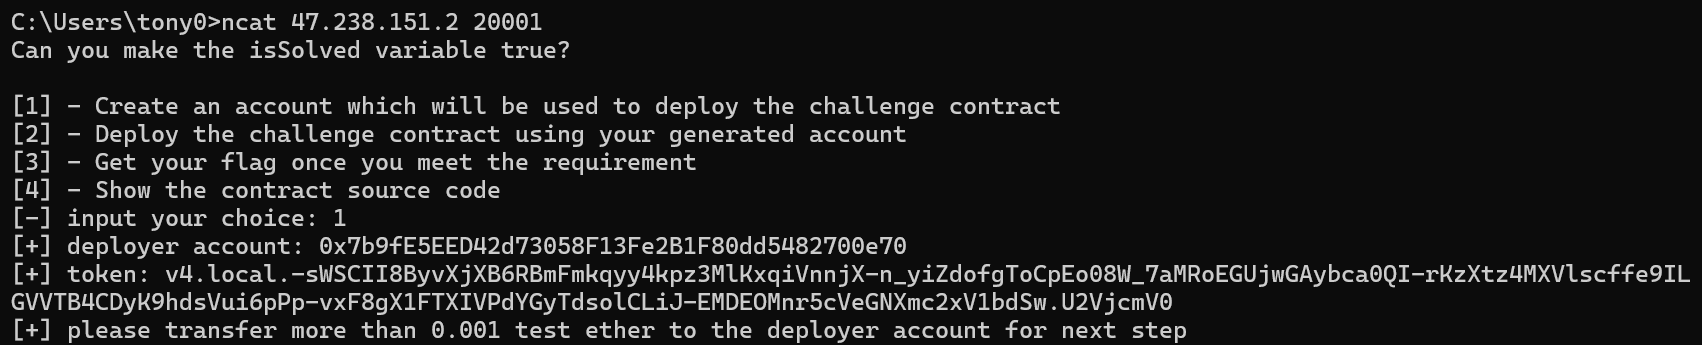 C:\Users\tony0>ncat 47.238.151.2 20001
Can you make the isSolved variable true?
[1] - Create an account which will be used to deploy the challenge contract
[2] - Deploy the challenge contract using your generated account
[3] - Get your flag once you meet the requirement
[4] - Show the contract source code
[-] input your choice: 1
[+] deployer account: 0x7b9fE5EED42d73058F13Fe2B1F80dd5482700e70
[+] token: v4.local.-sWSCII8ByvXjXB6RBmFmkqyy4kpz3MlKxqiVnnjX-n_yiZdofgToCpEo08W_7aMRoEGUjwGAybca0QI-rKzXtz4MXVlscffe9IL
GVVTB4CDyK9hdsVui6pPp-vxF8gX1FTXIVPdYGyTdsolCLiJ-EMDEOMnr5cVeGNXmc2xV1bdSw.U2VjcmV0
[+] please transfer more than 0.001 test ether to the deployer account for next step